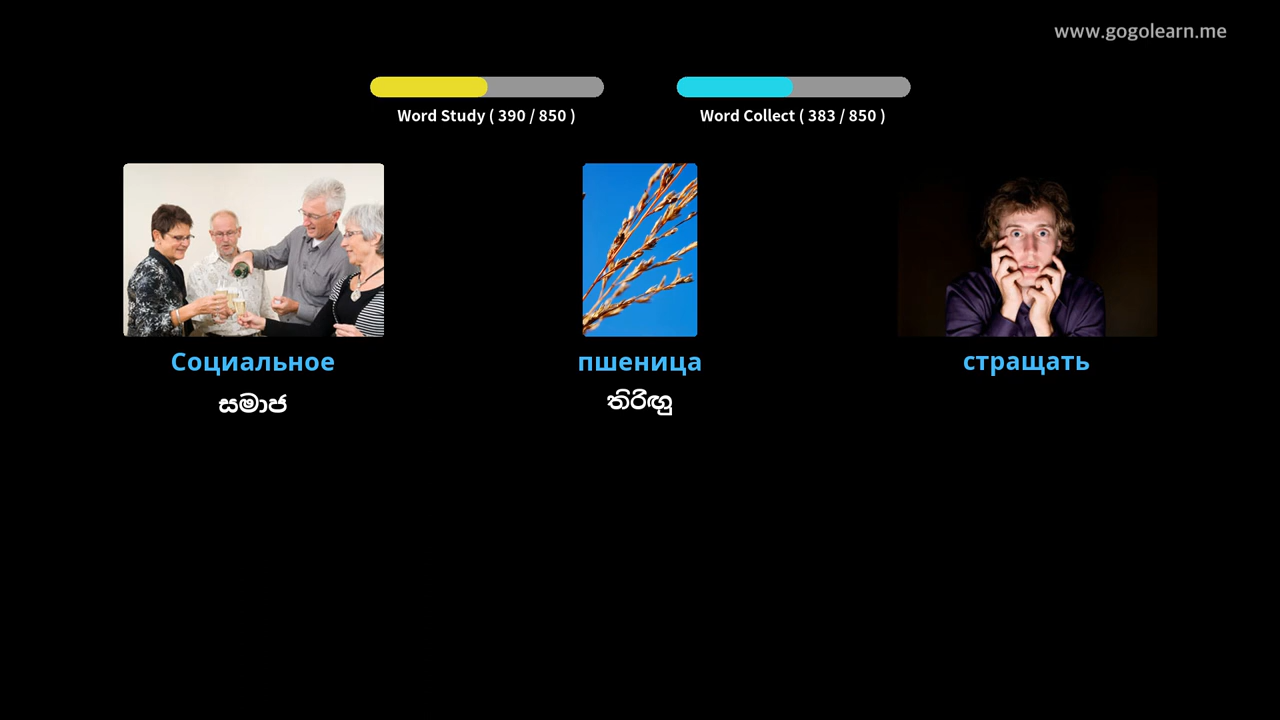 www.gogolearn.me
Word Study ( 390 / 850 )
Word Collect ( 383 / 850 )
Социальное
пшеница
стращать
සමාජ
තිරිඟු